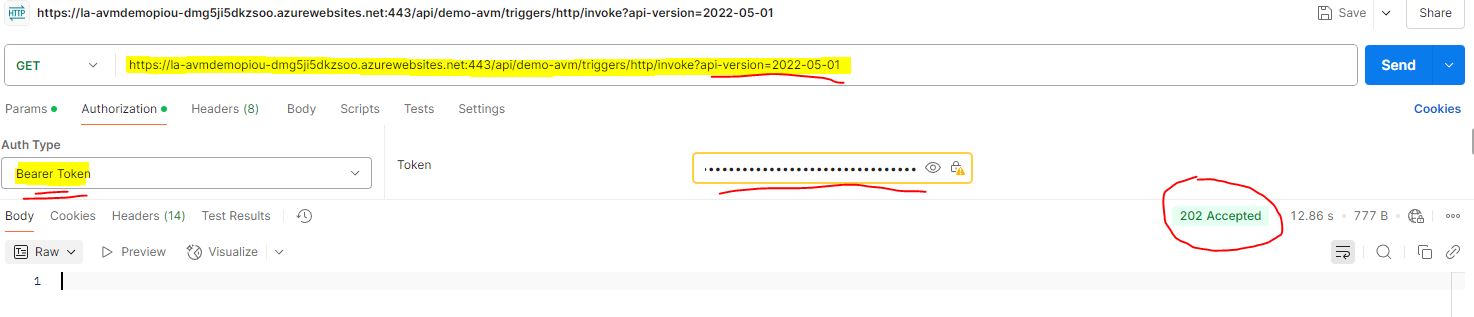 HTTP https://la-avmdemopiou-dmg5ji5dkzsoo.azurewebsites.net:443/api/demo-avm/triggers/http/invoke?api-version=2022-05-01 Save Share
GET https://la-avmdemopiou-dmg5ji5dkzsoo.azurewebsites.net:443/api/demo-avm/triggers/http/invoke?api-version=2022-05-01 Send
Params Authorization Headers (8) Body Scripts Tests Settings Cookies
Auth Type
Token
Bearer Token
Body Cookies Headers (14) Test Results 202 Accepted 12.86 s 777 B
Raw Preview Visualize
1